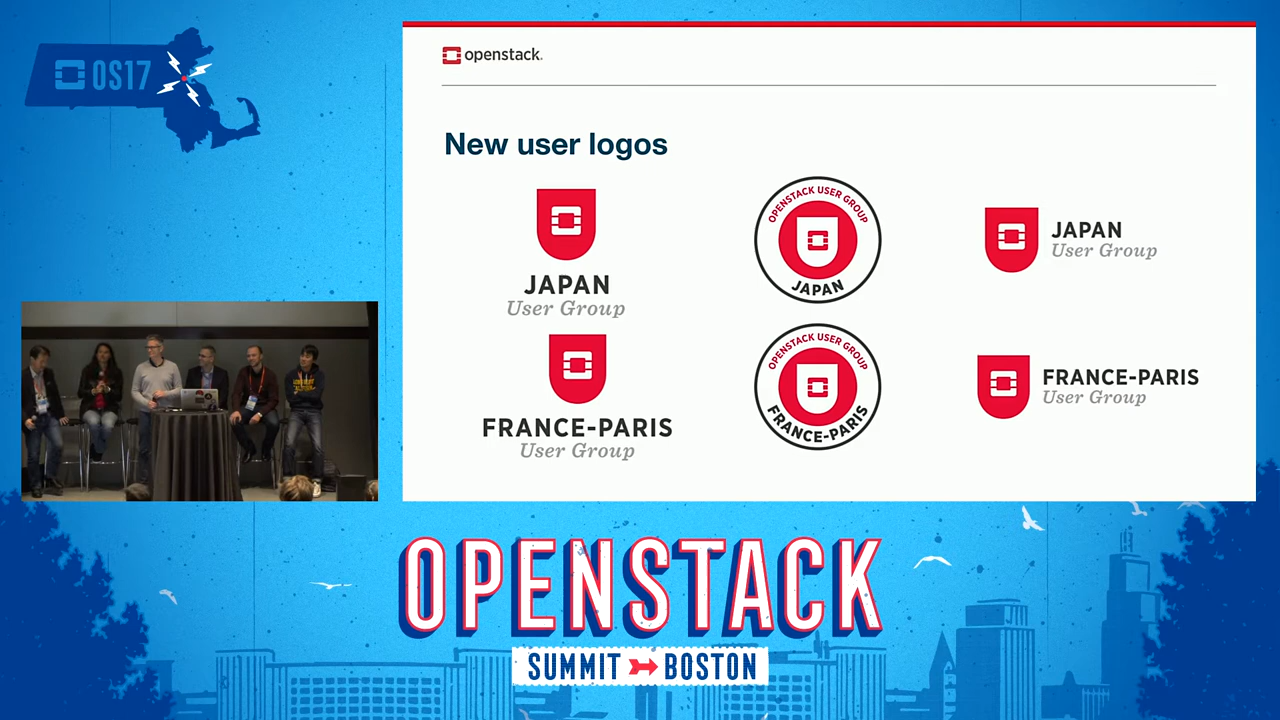 OS17
openstack.
New user logos
JAPAN
User Group
OPENSTACK USER GROUP
JAPAN
JAPAN
User Group
FRANCE-PARIS
User Group
OPENSTACK USER GROUP
FRANCE-PARIS
FRANCE-PARIS
User Group
OPENSTACK
SUMMIT BOSTON